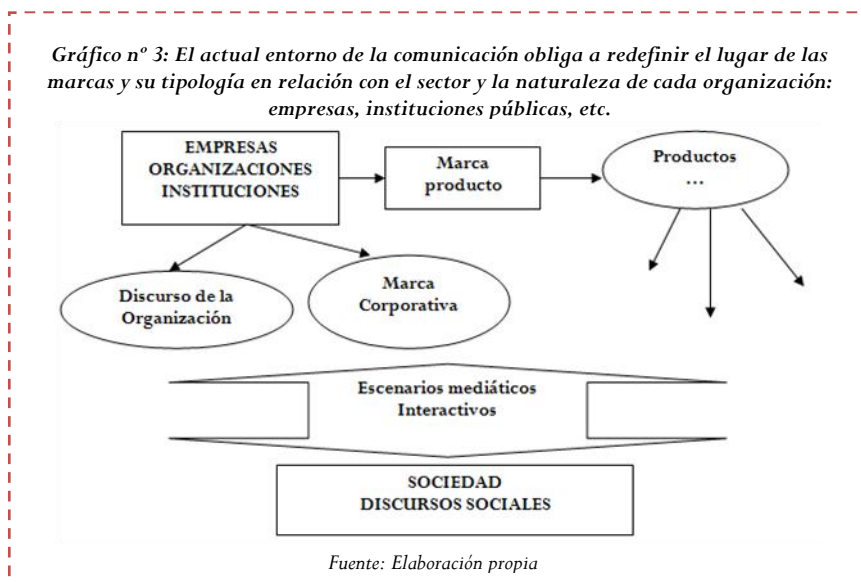 Gráfico nº 3: El actual entorno de la comunicación obliga a redefinir el lugar de las
marcas y su tipología en relación con el sector y la naturaleza de cada organización:
empresas, instituciones públicas, etc.
EMPRESAS
ORGANIZACIONES
INSTITUCIONES
Marca
producto
Productos
...
Discurso de la
Organización
Marca
Corporativa
Escenarios mediáticos
Interactivos
SOCIEDAD
DISCURSOS SOCIALES
Fuente: Elaboración propia